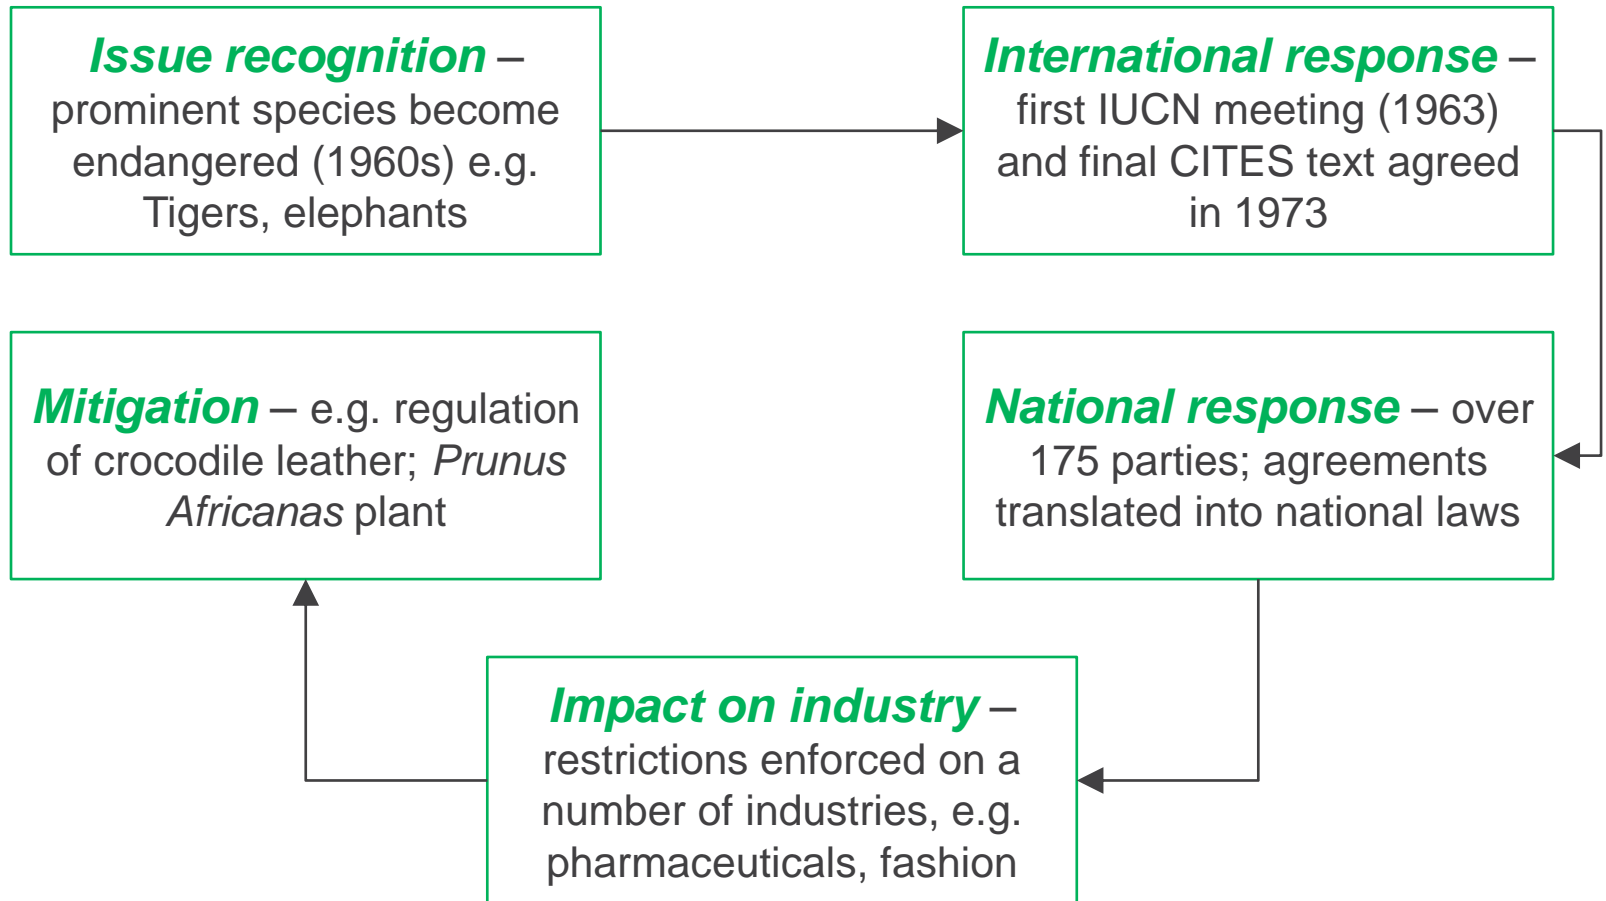 Issue recognition –
prominent species become
endangered (1960s) e.g.
Tigers, elephants
International response –
first IUCN meeting (1963)
and final CITES text agreed
in 1973
National response – over
175 parties; agreements
translated into national laws
Impact on industry –
restrictions enforced on a
number of industries, e.g.
pharmaceuticals, fashion
Mitigation – e.g. regulation
of crocodile leather; Prunus
Africanas plant